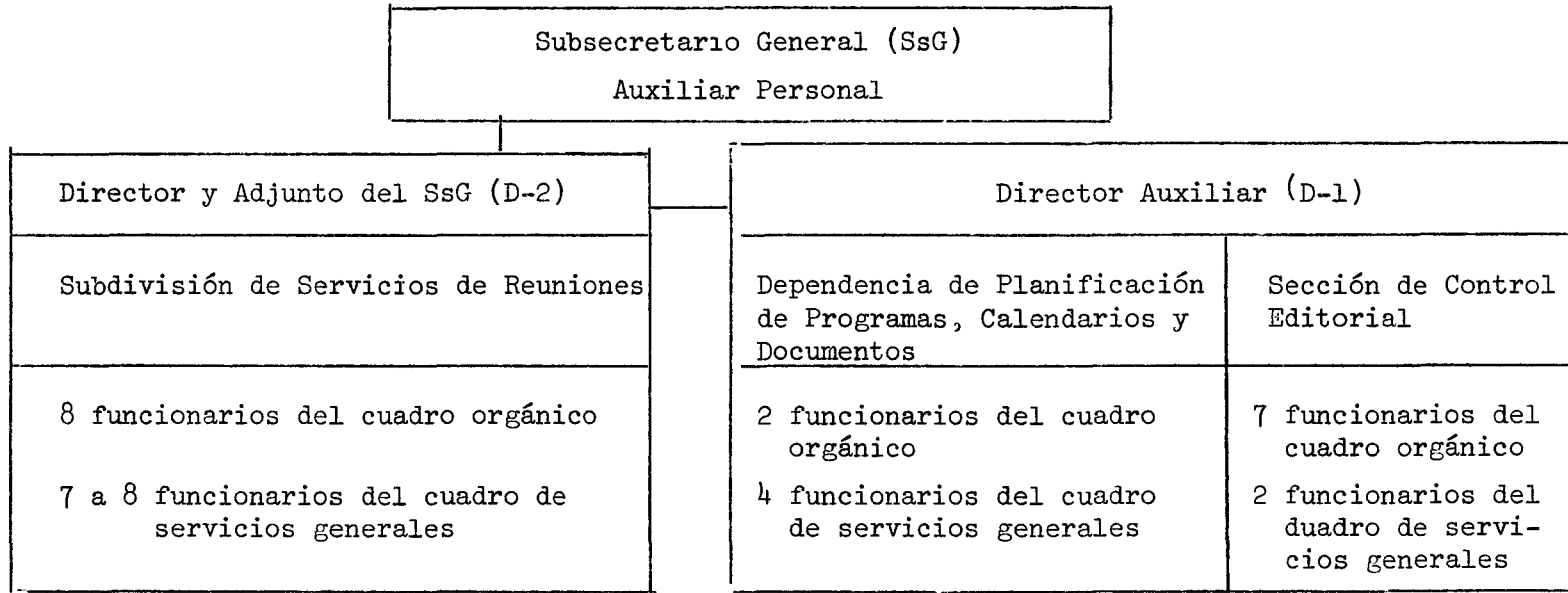 Subsecretario General (SsG)
Auxiliar Personal
Director y Adjunto del SsG (D-2)
Subdivisión de Servicios de Reuniones
8 funcionarios del cuadro orgánico
7 a 8 funcionarios del cuadro de
servicios generales
Director Auxiliar (D-1)
Dependencia de Planificación
de Programas, Calendarios y
Documentos
2 funcionarios del cuadro
orgánico
4 funcionarios del cuadro
de servicios generales
Sección de Control
Editorial
7 funcionarios del
cuadro orgánico
2 funcionarios del
duadro de servi-
cios generales